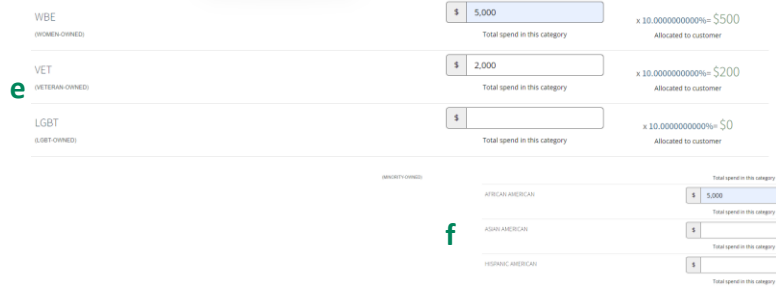 WBE
(WOMEN-OWNED)
$ 5,000
Total spend in this category
x 10.0000000000%= $500
Allocated to customer
e
VET
(VETERAN-OWNED)
$ 2,000
Total spend in this category
x 10.0000000000%= $200
Allocated to customer
LGBT
(LGBT-OWNED)
$
Total spend in this category
x 10.0000000000%= $0
Allocated to customer
(MINORITY-OWNED)
Total spend in this category
f
AFRICAN AMERICAN
$ 5,000
Total spend in this category
ASIAN AMERICAN
$
Total spend in this category
HISPANIC AMERICAN
$
Total spend in this category